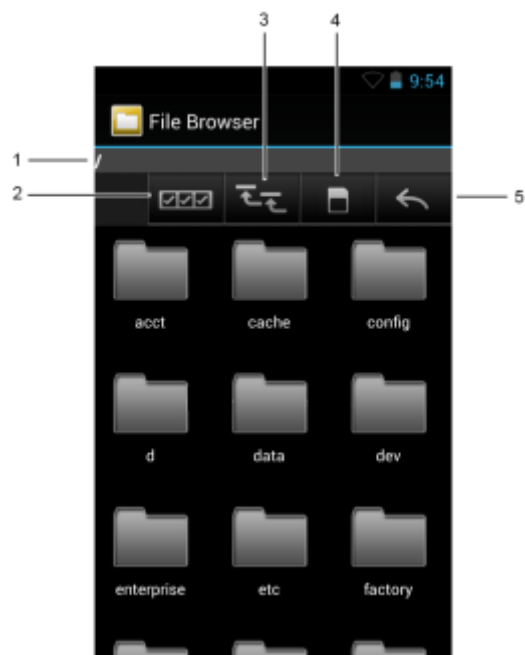 3 4
9:54
File Browser
1 /
2 5
acct cache config
d data dev
enterprise etc factory